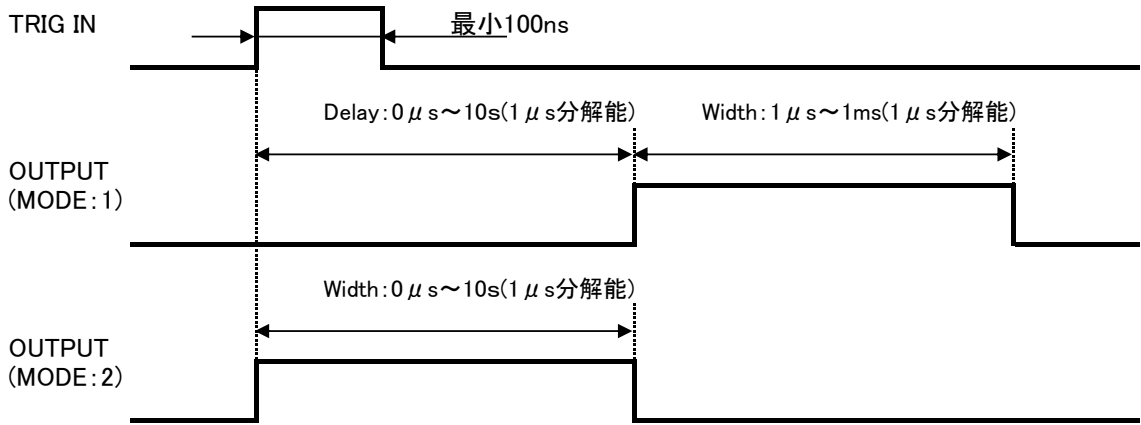 TRIG IN
最小100ns
Delay:0μs～10s(1μs分解能)
Width:1μs～1ms(1μs分解能)
OUTPUT
(MODE:1)
Width:0μs～10s(1μs分解能)
OUTPUT
(MODE:2)